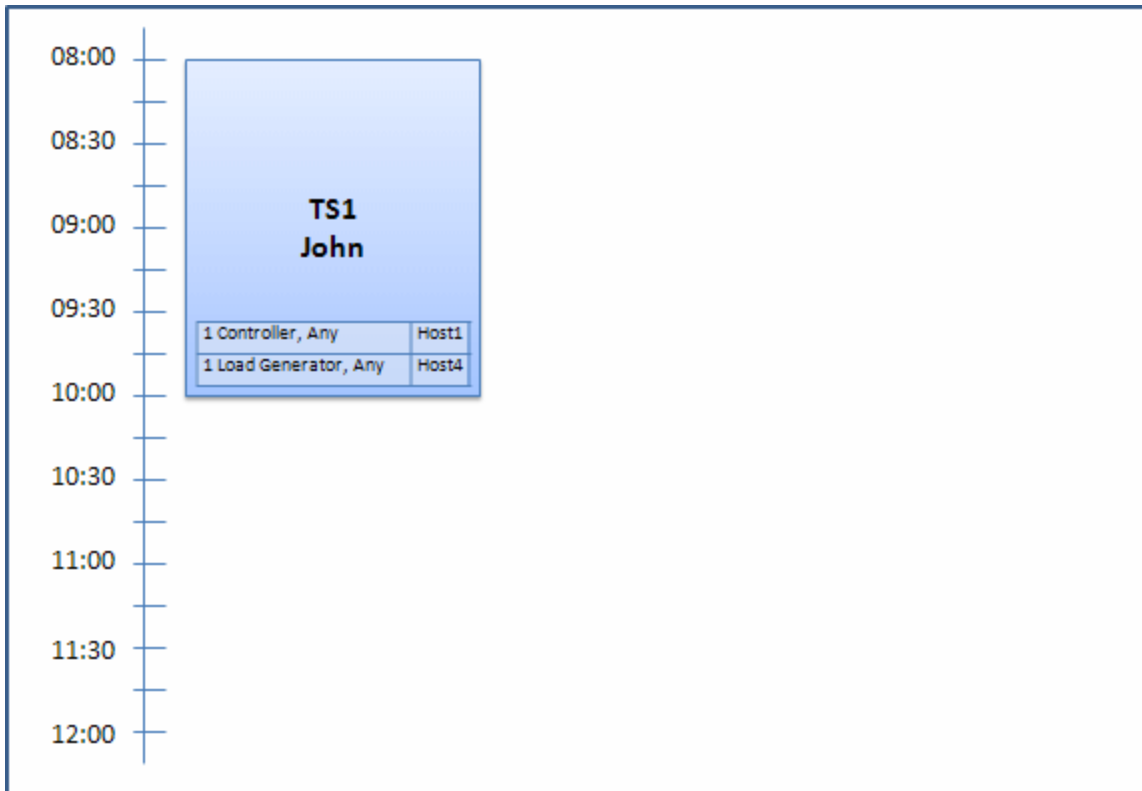 08:00
08:30
09:00
09:30
10:00
10:30
11:00
11:30
12:00
TS1
John
1 Controller, Any Host1
1 Load Generator, Any Host4